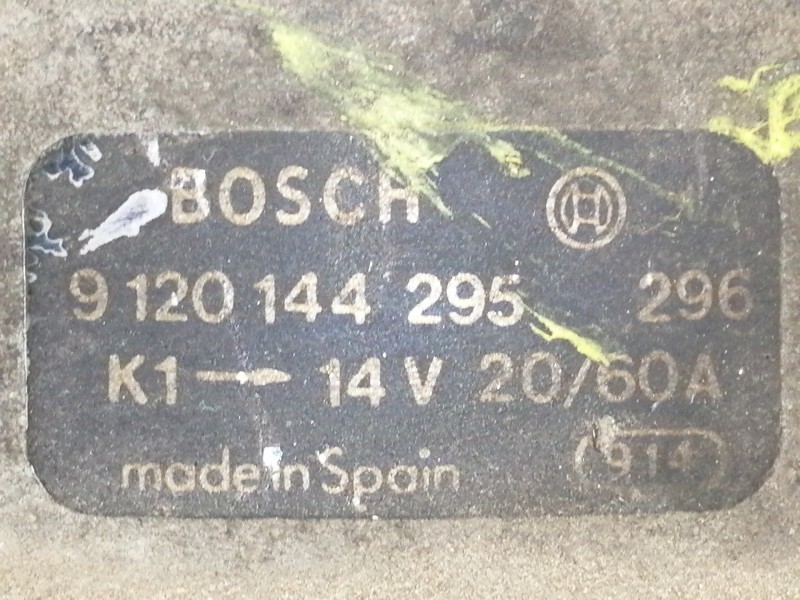 BOSCH
9 120 144 295 296
K1 → 14 V 20/60A
made in Spain 914